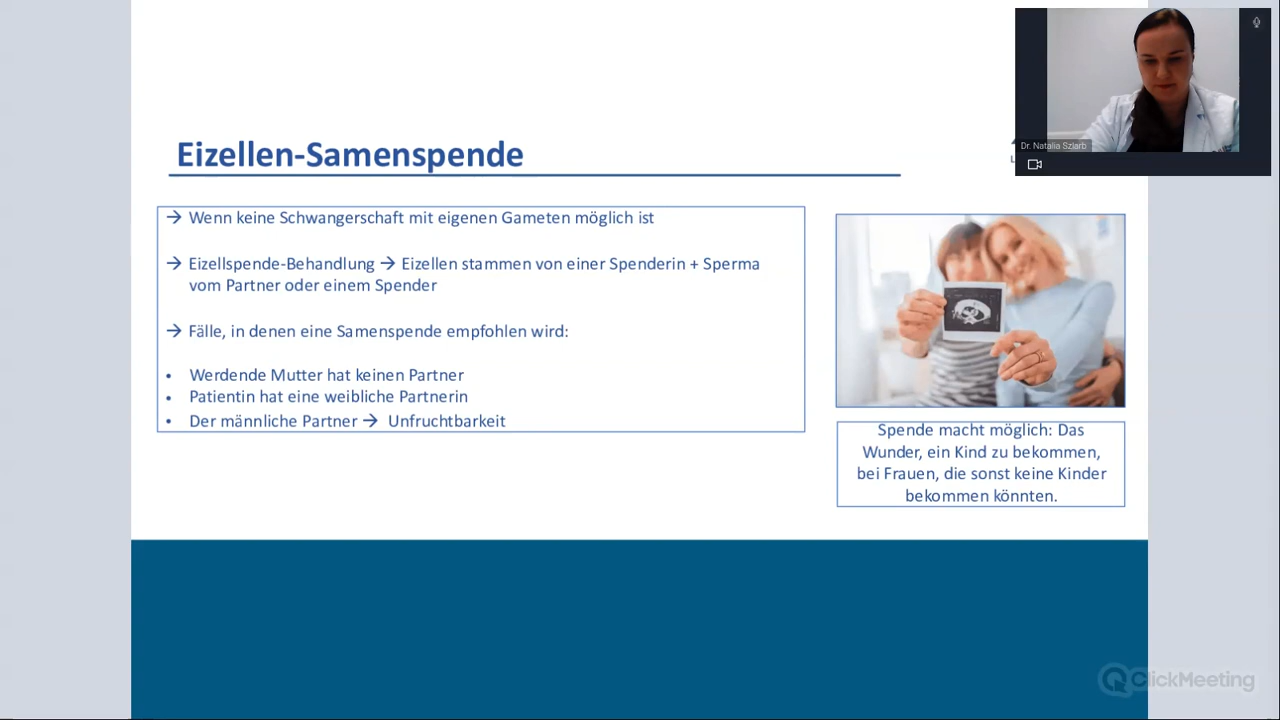 Eizellen-Samenspende
→ Wenn keine Schwangerschaft mit eigenen Gameten möglich ist
→ Eizellspende-Behandlung → Eizellen stammen von einer Spenderin + Sperma
vom Partner oder einem Spender
→ Fälle, in denen eine Samenspende empfohlen wird:
• Werdende Mutter hat keinen Partner
• Patientin hat eine weibliche Partnerin
• Der männliche Partner → Unfruchtbarkeit
Dr. Natalia Szlarb
Spende macht möglich: Das
Wunder, ein Kind zu bekommen,
bei Frauen, die sonst keine Kinder
bekommen könnten.
ClickMeeting